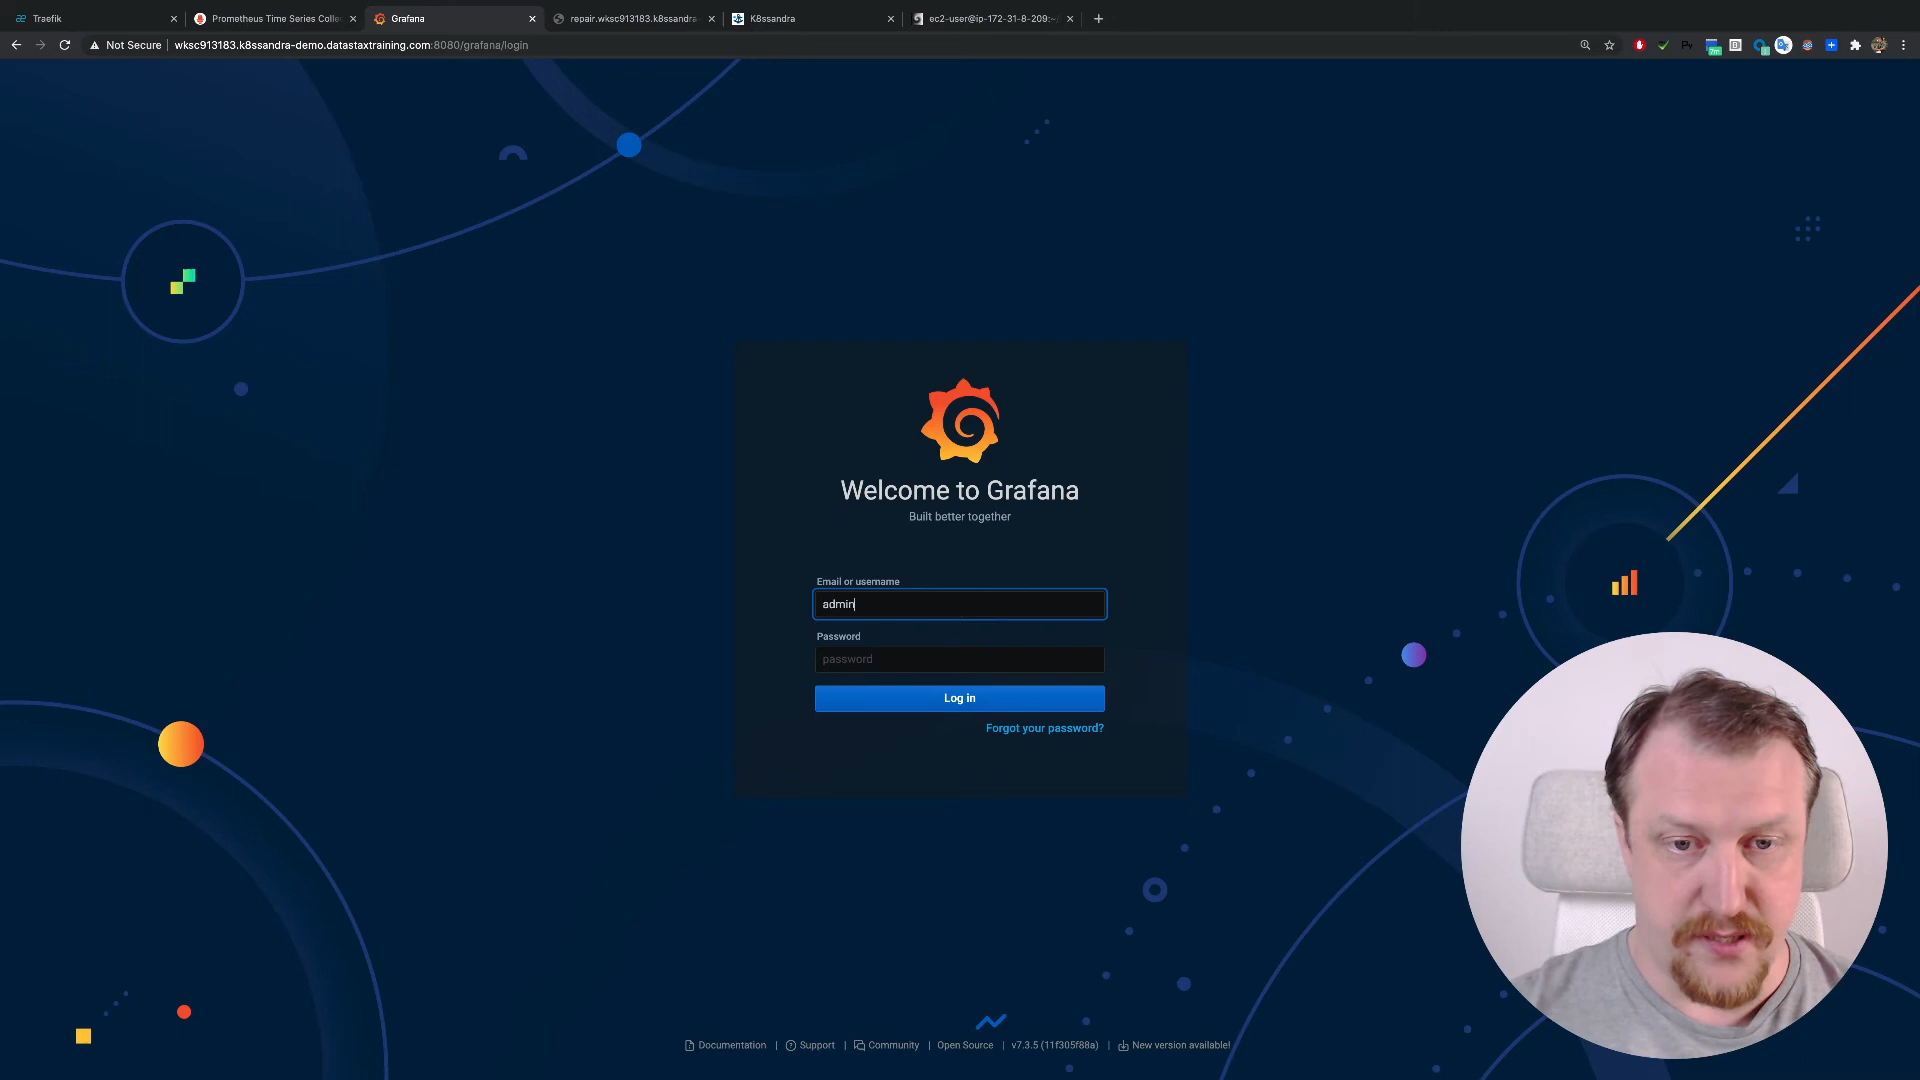 Traefik
Prometheus Time Series Collec
Grafana
repair.wksc913183.k8ssandra
K8ssandra
ec2-user@ip-172-31-8-209:~/
Not Secure
wksc913183.k8ssandra-demo.datastaxtraining.com:8080/grafana/login
Welcome to Grafana
Built better together
Email or username
admin
Password
password
Log in
Forgot your password?
Documentation | Support | Community | Open Source | v7.3.5 (11f305f88a) | New version available!